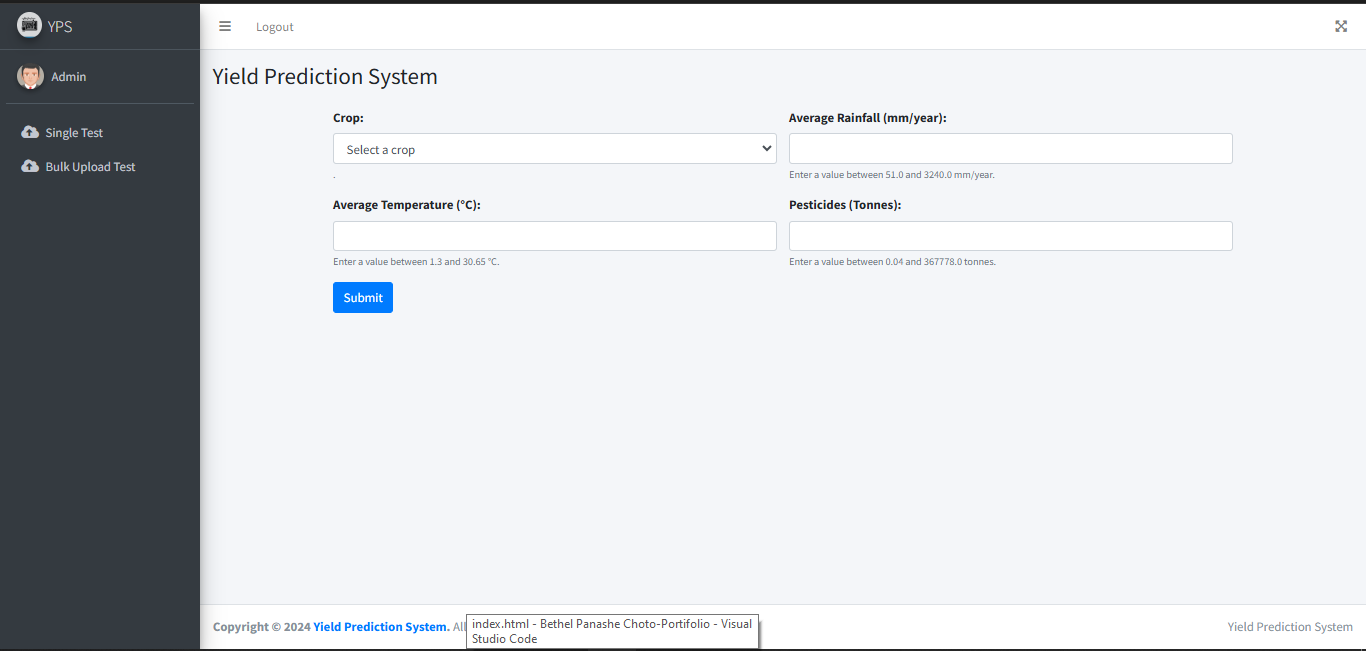 YPS
Logout
Admin
Single Test
Bulk Upload Test
Yield Prediction System
Crop:
Average Rainfall (mm/year):
Select a crop
.
Enter a value between 51.0 and 3240.0 mm/year.
Average Temperature (°C):
Pesticides (Tonnes):
Enter a value between 1.3 and 30.65 °C.
Enter a value between 0.04 and 367778.0 tonnes.
Submit
Copyright © 2024 Yield Prediction System. All
index.html - Bethel Panashe Choto-Portifolio - Visual
Studio Code
Yield Prediction System